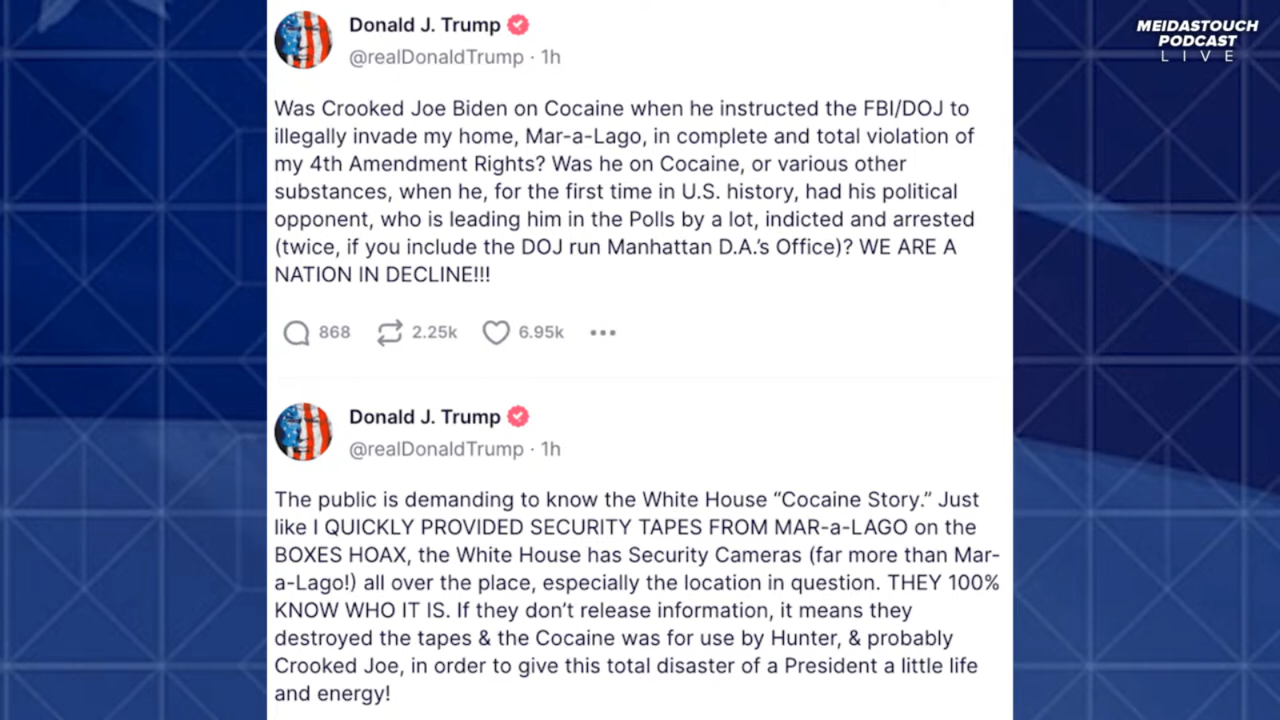 MEIDASTOUCH
PODCAST
LIVE
Donald J. Trump
@realDonaldTrump · 1h
Was Crooked Joe Biden on Cocaine when he instructed the FBI/DOJ to
illegally invade my home, Mar-a-Lago, in complete and total violation of
my 4th Amendment Rights? Was he on Cocaine, or various other
substances, when he, for the first time in U.S. history, had his political
opponent, who is leading him in the Polls by a lot, indicted and arrested
(twice, if you include the DOJ run Manhattan D.A.’s Office)? WE ARE A
NATION IN DECLINE!!!
868 2.25k 6.95k
Donald J. Trump
@realDonaldTrump · 1h
The public is demanding to know the White House “Cocaine Story.” Just
like I QUICKLY PROVIDED SECURITY TAPES FROM MAR-a-LAGO on the
BOXES HOAX, the White House has Security Cameras (far more than Mar-
a-Lago!) all over the place, especially the location in question. THEY 100%
KNOW WHO IT IS. If they don’t release information, it means they
destroyed the tapes & the Cocaine was for use by Hunter, & probably
Crooked Joe, in order to give this total disaster of a President a little life
and energy!